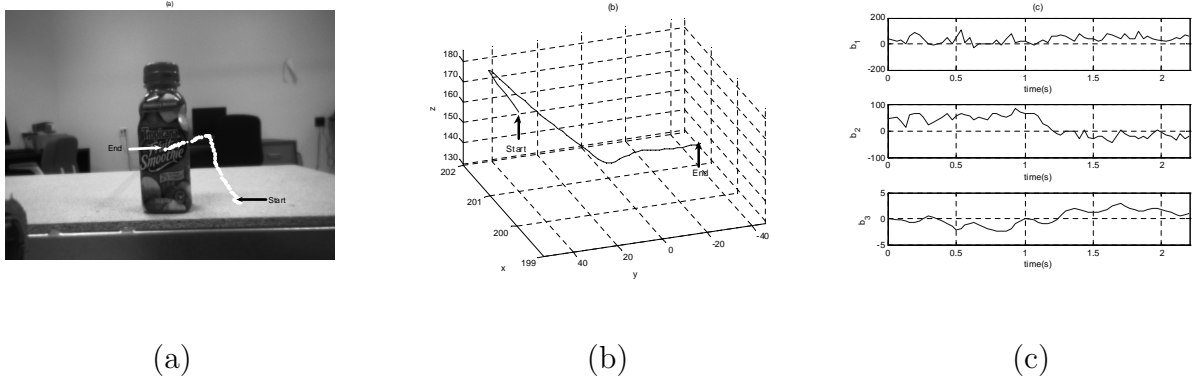 (a)
Tropicana
Smoothie
End
Start
(b)
180
170
160
150
140
130
202
201
200
199
z
x
y
40
20
0
-20
-40
Start
End
(c)
200
0
-200
b1
0
0.5
1
1.5
2
time(s)
100
0
-100
b2
0
0.5
1
1.5
2
time(s)
5
0
-5
b3
0
0.5
1
1.5
2
time(s)
(a)
(b)
(c)